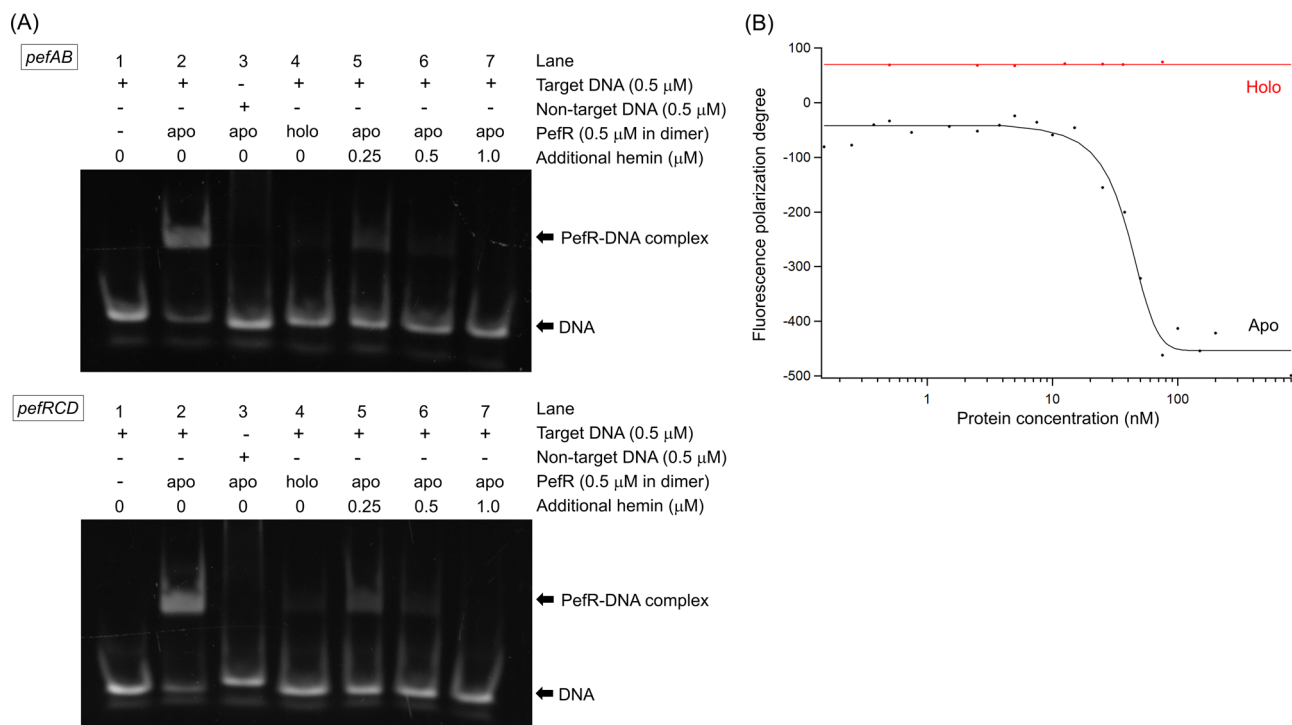 (A)
pefAB
1 2 3 4 5 6 7 Lane
+ + - + + + + Target DNA (0.5 μM)
- - + - - - - Non-target DNA (0.5 μM)
- apo apo holo apo apo apo PefR (0.5 μM in dimer)
0 0 0 0 0.25 0.5 1.0 Additional hemin (μM)
PefR-DNA complex
DNA
pefRCD
1 2 3 4 5 6 7 Lane
+ + - + + + + Target DNA (0.5 μM)
- - + - - - - Non-target DNA (0.5 μM)
- apo apo holo apo apo apo PefR (0.5 μM in dimer)
0 0 0 0 0.25 0.5 1.0 Additional hemin (μM)
PefR-DNA complex
DNA
(B)
Fluorescence polarization degree
100
0
-100
-200
-300
-400
-500
Holo
Apo
1 10 100
Protein concentration (nM)